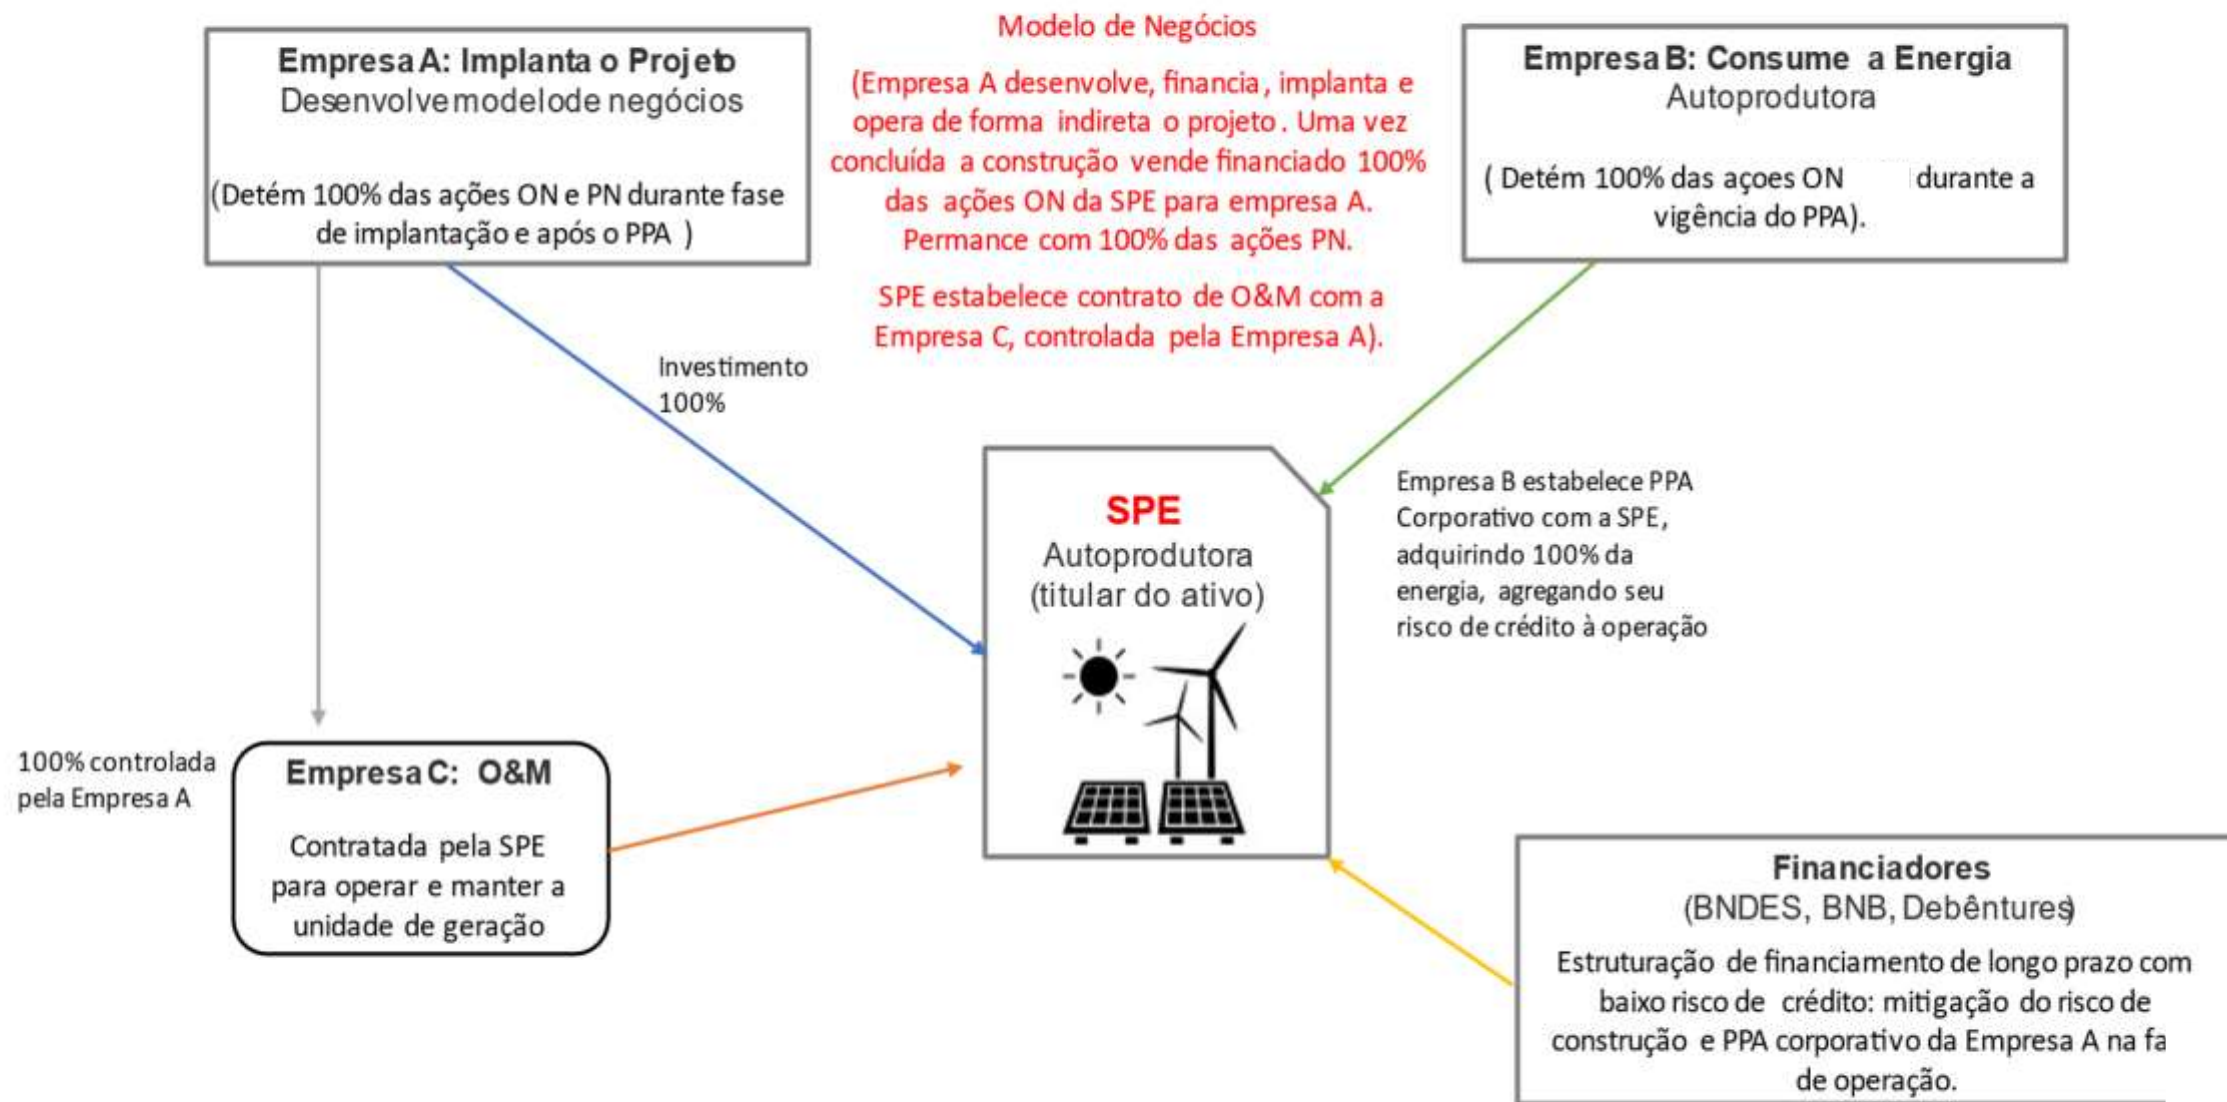 Modelo de Negócios
(Empresa A desenvolve, financia, implanta e
opera de forma indireta o projeto. Uma vez
concluída a construção vende financiado 100%
das ações ON da SPE para empresa A.
Permance com 100% das ações PN.
SPE estabelece contrato de O&M com a
Empresa C, controlada pela Empresa A).
Empresa A: Implanta o Projeto
Desenvolve modelo de negócios
(Detém 100% das ações ON e PN durante fase
de implantação e após o PPA )
Empresa B: Consume a Energia
Autoprodutora
( Detém 100% das açoes ON durante a
vigência do PPA).
Investimento
100%
SPE
Autoprodutora
(titular do ativo)
Empresa B estabelece PPA
Corporativo com a SPE,
adquirindo 100% da
energia, agregando seu
risco de crédito à operação
100% controlada
pela Empresa A
Empresa C: O&M
Contratada pela SPE
para operar e manter a
unidade de geração
Financiadores
(BNDES, BNB, Debêntures)
Estruturação de financiamento de longo prazo com
baixo risco de crédito: mitigação do risco de
construção e PPA corporativo da Empresa A na fa
de operação.